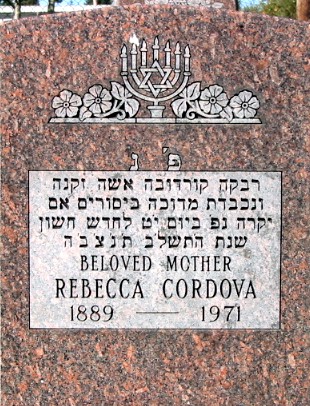 פ' נ
רבקה קורדובה אשה זקנה
ונכבדת מדוכה ביסורים אם
יקרה נפ ביום יט לחדש חשון
שנת התשלב תנצבה
BELOVED MOTHER
REBECCA CORDOVA
1889 — 1971